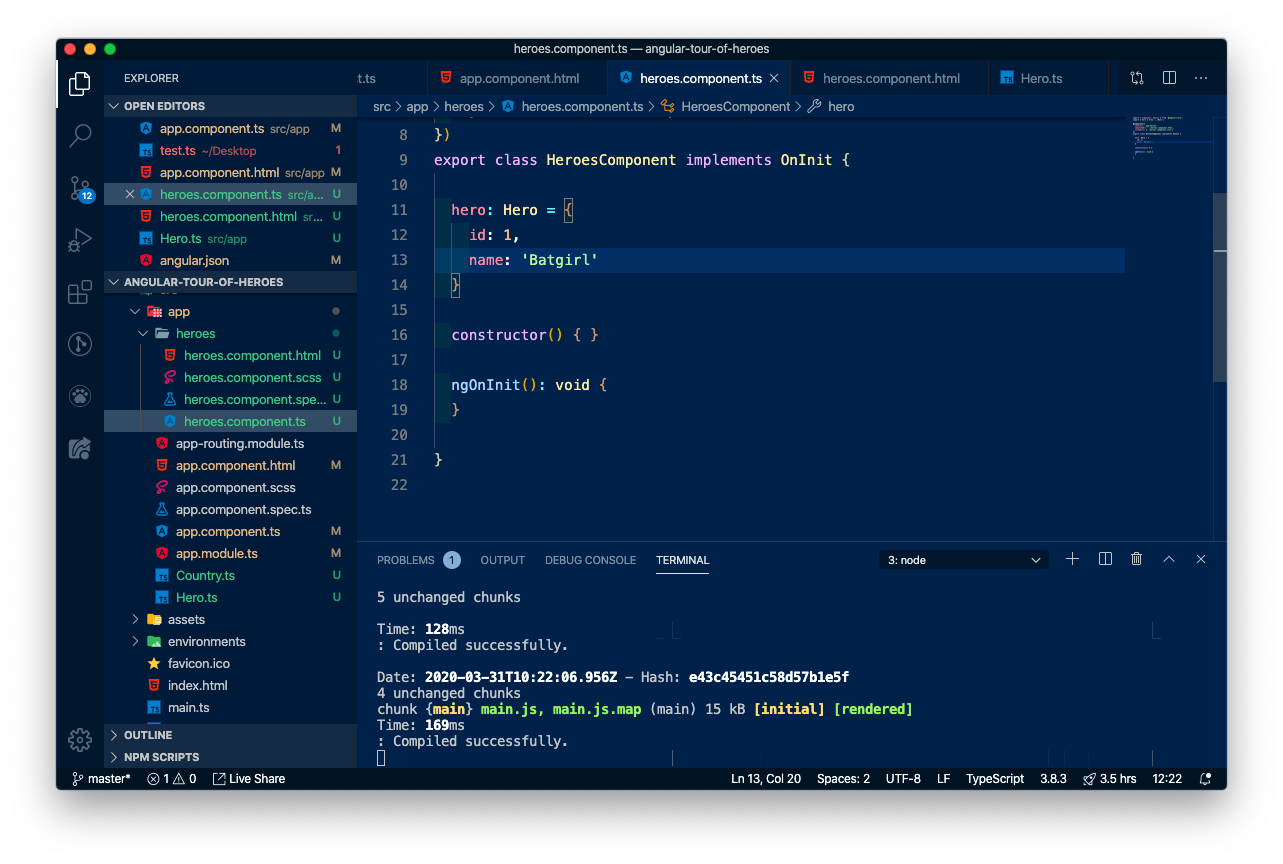 heroes.component.ts — angular-tour-of-heroes
EXPLORER
OPEN EDITORS
app.component.ts src/app M
test.ts ~/Desktop 1
app.component.html src/app M
heroes.component.ts src/a... U
heroes.component.html sr... U
Hero.ts src/app U
angular.json M
12
ANGULAR-TOUR-OF-HEROES
app
heroes
heroes.component.html U
heroes.component.scss U
heroes.component.spe... U
heroes.component.ts U
app-routing.module.ts
app.component.html M
app.component.scss
app.component.spec.ts
app.component.ts M
app.module.ts M
Country.ts U
Hero.ts U
assets
environments
favicon.ico
index.html
main.ts
OUTLINE
NPM SCRIPTS
t.ts app.component.html heroes.component.ts heroes.component.html Hero.ts
src > app > heroes > heroes.component.ts > HeroesComponent > hero
8 })
9 export class HeroesComponent implements OnInit {
10
11 hero: Hero = {
12 id: 1,
13 name: 'Batgirl'
14 }
15
16 constructor() { }
17
18 ngOnInit(): void {
19 }
20
21 }
22
PROBLEMS 1 OUTPUT DEBUG CONSOLE TERMINAL 3: node
5 unchanged chunks
Time: 128ms
: Compiled successfully.
Date: 2020-03-31T10:22:06.956Z - Hash: e43c45451c58d57b1e5f
4 unchanged chunks
chunk {main} main.js, main.js.map (main) 15 kB [initial] [rendered]
Time: 169ms
: Compiled successfully.
master* 1 0 Live Share Ln 13, Col 20 Spaces: 2 UTF-8 LF TypeScript 3.8.3 3.5 hrs 12:22